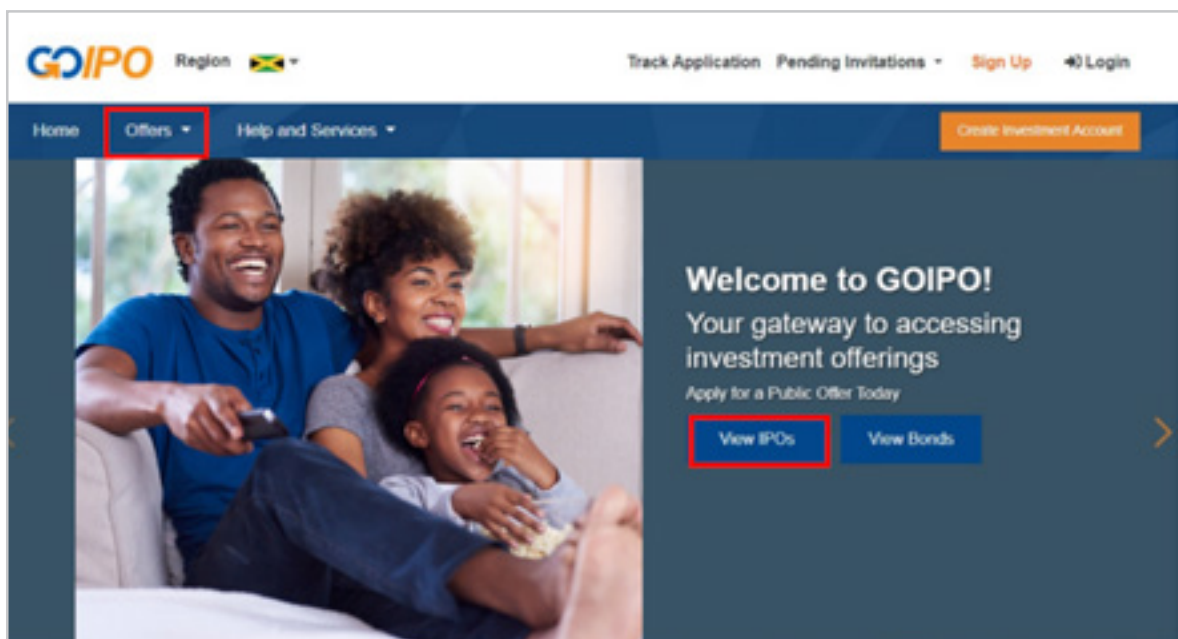 GOIPO Region Track Application Pending Invitations Sign Up Login
Home Offers Help and Services Create Investment Account
Welcome to GOIPO!
Your gateway to accessing
investment offerings
Apply for a Public Offer Today
View IPOs View Bonds